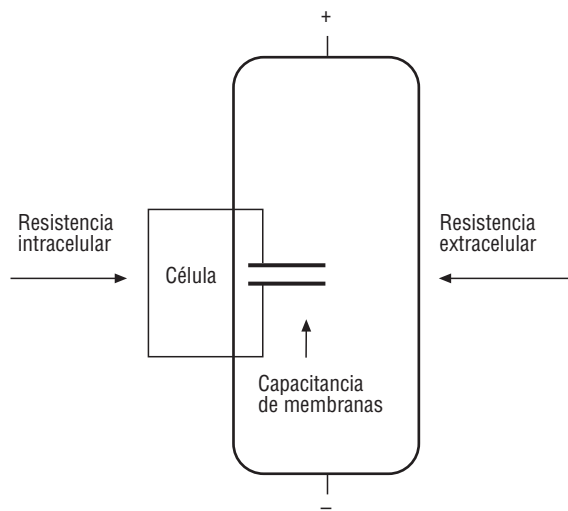 +
Resistencia
intracelular
Célula
Resistencia
extracelular
Capacitancia
de membranas
–